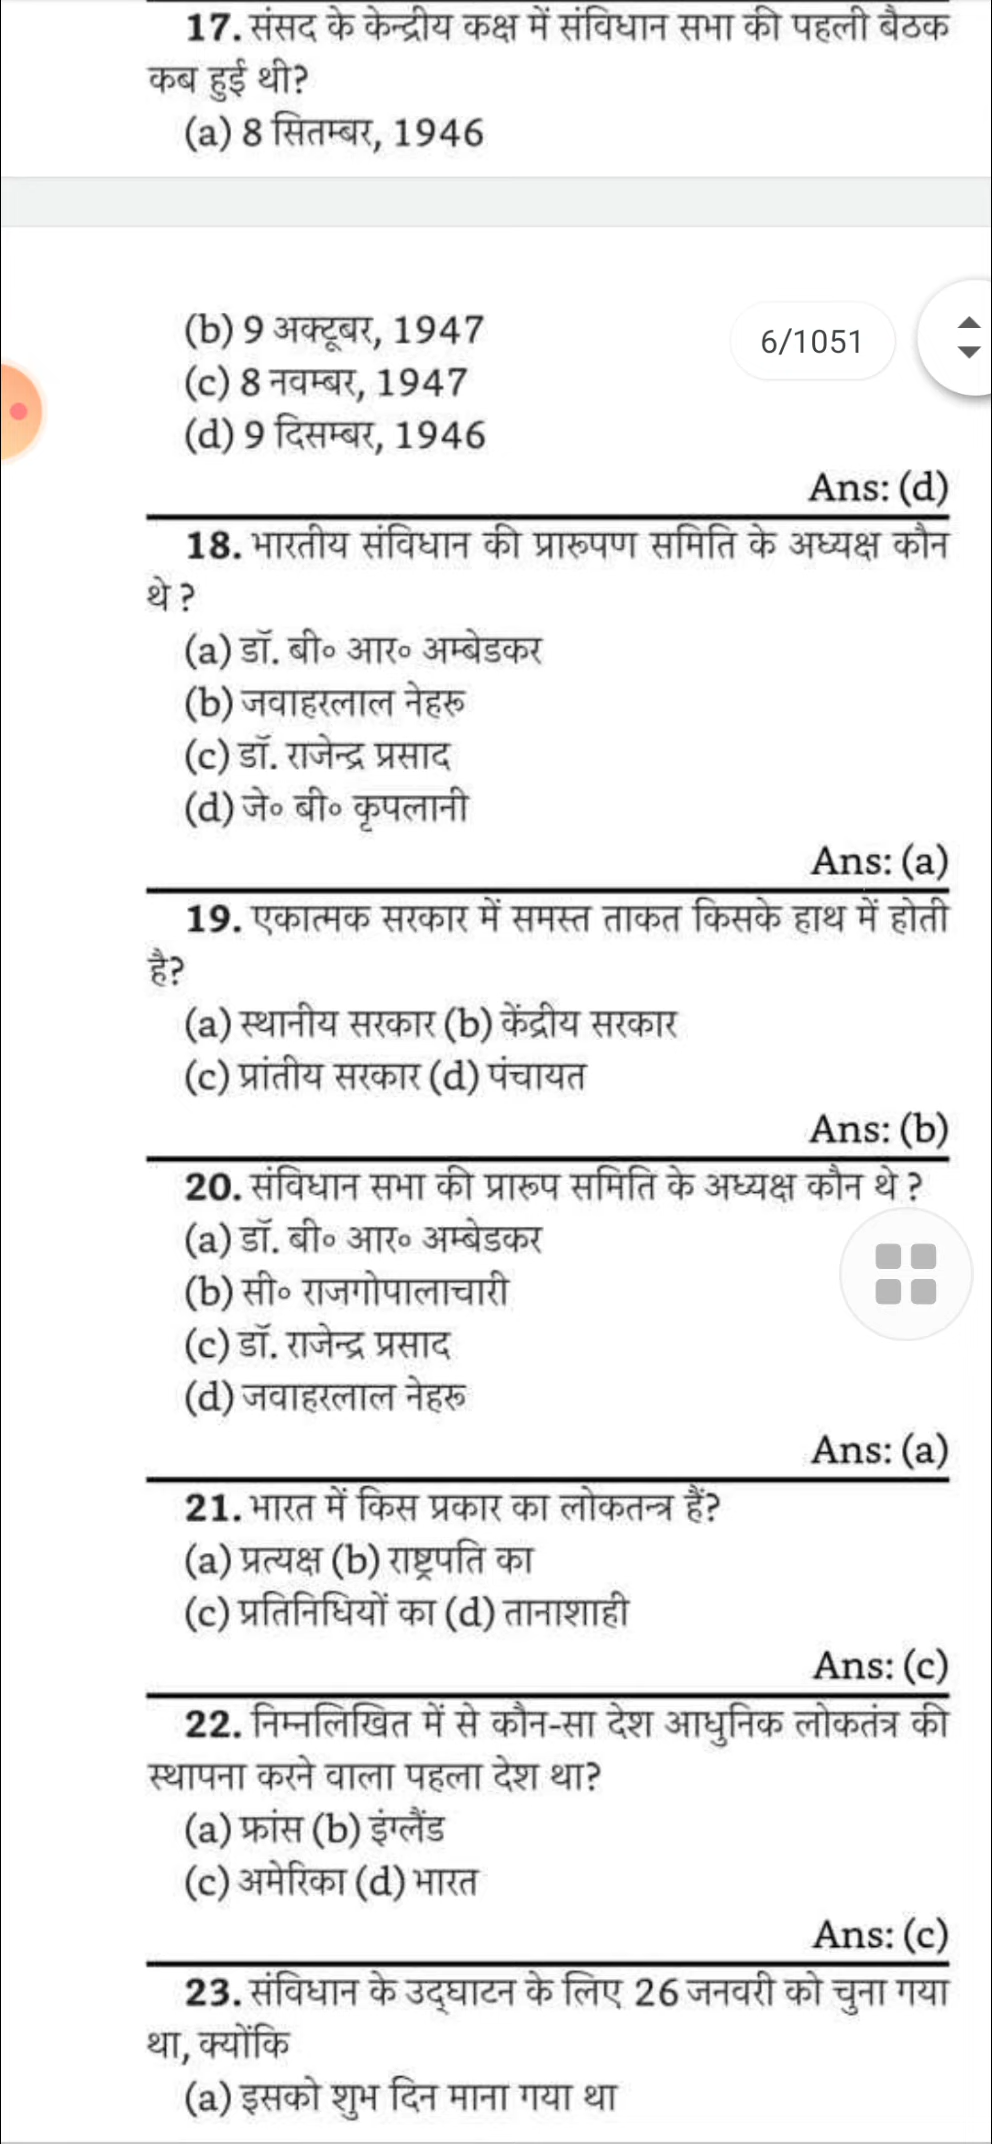 17. संसद के केन्द्रीय कक्ष में संविधान सभा की पहली बैठक
कब हुई थी?
(a) 8 सितम्बर, 1946
(b) 9 अक्टूबर, 1947
6/1051
(c) 8 नवम्बर, 1947
(d) 9 दिसम्बर, 1946
Ans: (d)
18. भारतीय संविधान की प्रारूपण समिति के अध्यक्ष कौन
थे ?
(a) डॉ. बी० आर० अम्बेडकर
(b) जवाहरलाल नेहरू
(c) डॉ. राजेन्द्र प्रसाद
(d) जे० बी० कृपलानी
Ans: (a)
19. एकात्मक सरकार में समस्त ताकत किसके हाथ में होती
है?
(a) स्थानीय सरकार (b) केंद्रीय सरकार
(c) प्रांतीय सरकार (d) पंचायत
Ans: (b)
20. संविधान सभा की प्रारूप समिति के अध्यक्ष कौन थे ?
(a) डॉ. बी० आर० अम्बेडकर
(b) सी० राजगोपालाचारी
(c) डॉ. राजेन्द्र प्रसाद
(d) जवाहरलाल नेहरू
Ans: (a)
21. भारत में किस प्रकार का लोकतन्त्र हैं?
(a) प्रत्यक्ष (b) राष्ट्रपति का
(c) प्रतिनिधियों का (d) तानाशाही
Ans: (c)
22. निम्नलिखित में से कौन-सा देश आधुनिक लोकतंत्र की
स्थापना करने वाला पहला देश था?
(a) फ्रांस (b) इंग्लैंड
(c) अमेरिका (d) भारत
Ans: (c)
23. संविधान के उद्घाटन के लिए 26 जनवरी को चुना गया
था, क्योंकि
(a) इसको शुभ दिन माना गया था